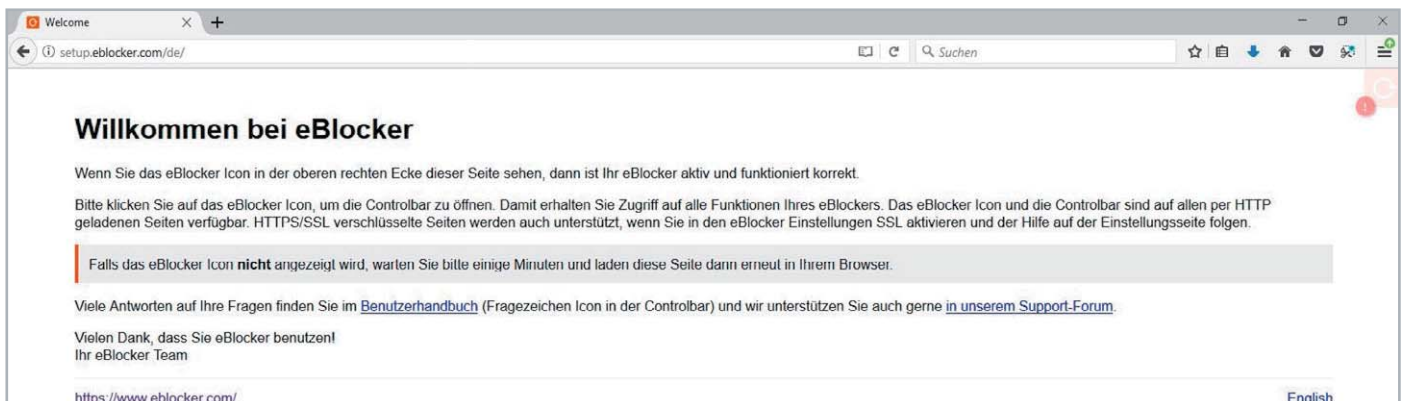 Welcome
setup.eblocker.com/de/
Suchen
1
Willkommen bei eBlocker
Wenn Sie das eBlocker Icon in der oberen rechten Ecke dieser Seite sehen, dann ist Ihr eBlocker aktiv und funktioniert korrekt.
Bitte klicken Sie auf das eBlocker Icon, um die Controlbar zu öffnen. Damit erhalten Sie Zugriff auf alle Funktionen Ihres eBlockers. Das eBlocker Icon und die Controlbar sind auf allen per HTTP
geladenen Seiten verfügbar. HTTPS/SSL verschlüsselte Seiten werden auch unterstützt, wenn Sie in den eBlocker Einstellungen SSL aktivieren und der Hilfe auf der Einstellungsseite folgen.
Falls das eBlocker Icon nicht angezeigt wird, warten Sie bitte einige Minuten und laden diese Seite dann erneut in Ihrem Browser.
Viele Antworten auf Ihre Fragen finden Sie im Benutzerhandbuch (Fragezeichen Icon in der Controlbar) und wir unterstützen Sie auch gerne in unserem Support-Forum.
Vielen Dank, dass Sie eBlocker benutzen!
Ihr eBlocker Team
https://www.eblocker.com/
English